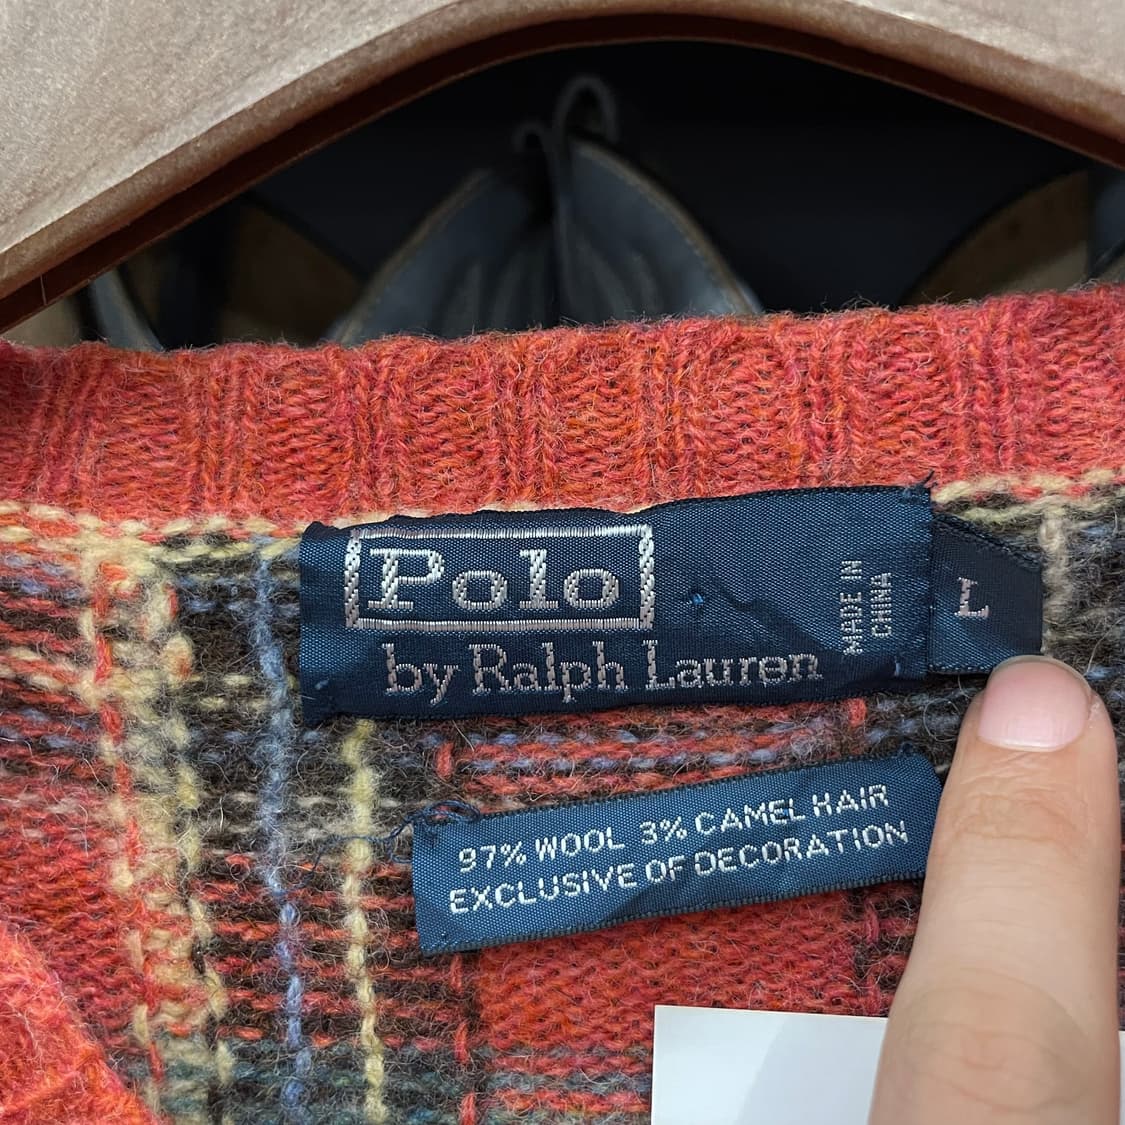 Polo
by Ralph Lauren
MADE IN
CHINA
L
97% WOOL 3% CAMEL HAIR
EXCLUSIVE OF DECORATION